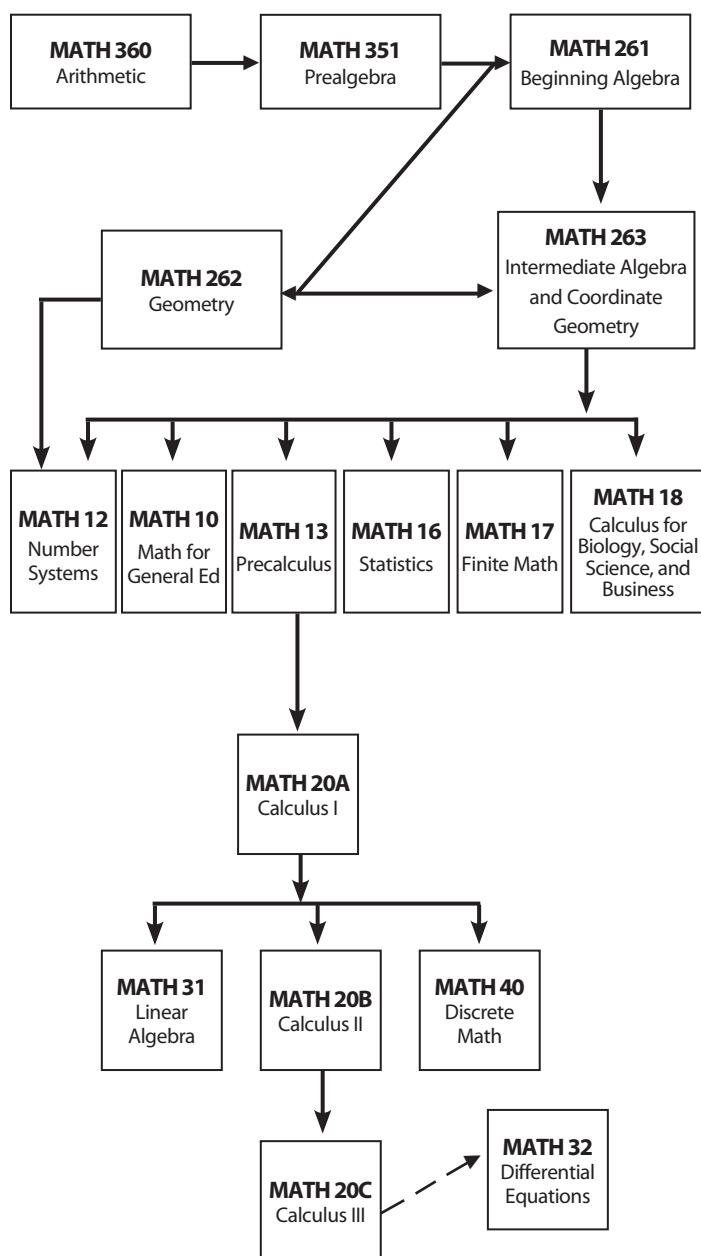 MATH 360
Arithmetic
MATH 351
Prealgebra
MATH 261
Beginning Algebra
MATH 262
Geometry
MATH 263
Intermediate Algebra
and Coordinate
Geometry
MATH 12
Number
Systems
MATH 10
Math for
General Ed
MATH 13
Precalculus
MATH 16
Statistics
MATH 17
Finite Math
MATH 18
Calculus for
Biology, Social
Science, and
Business
MATH 20A
Calculus I
MATH 31
Linear
Algebra
MATH 20B
Calculus II
MATH 40
Discrete
Math
MATH 20C
Calculus III
MATH 32
Differential
Equations